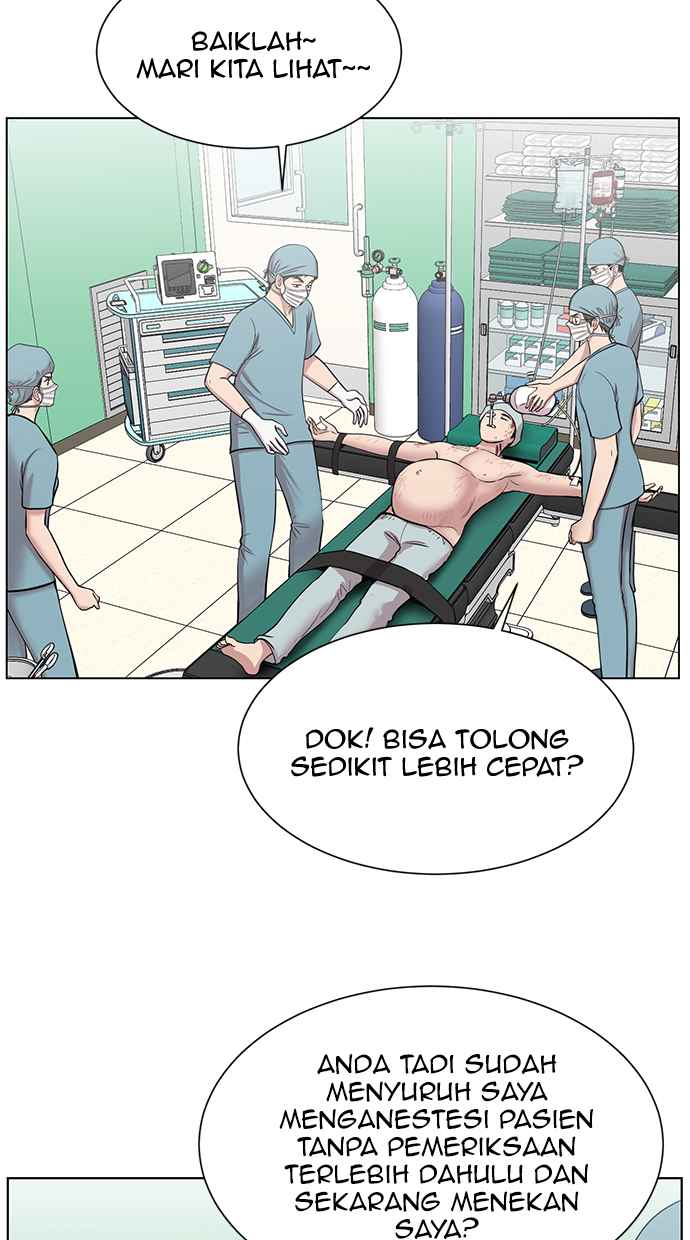 BAIKLAH~
MARI KITA LIHAT~~
DOK! BISA TOLONG
SEDIKIT LEBIH CEPAT?
ANDA TADI SUDAH
MENYURUH SAYA
MENGANESTESI PASIEN
TANPA PEMERIKSAAN
TERLEBIH DAHULU DAN
SEKARANG MENEKAN
SAYA?